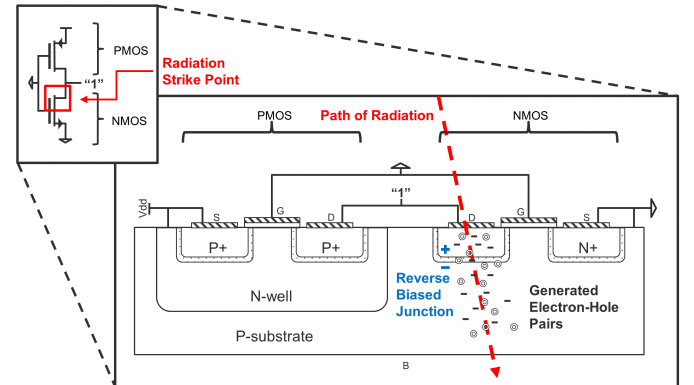 PMOS
“1”
NMOS
Radiation
Strike Point
PMOS
Path of Radiation
NMOS
“1”
Vdd
S
G
D
D
G
S
P+
P+
N+
+
−
Reverse
Biased
Junction
Generated
Electron-Hole
Pairs
N-well
P-substrate
B